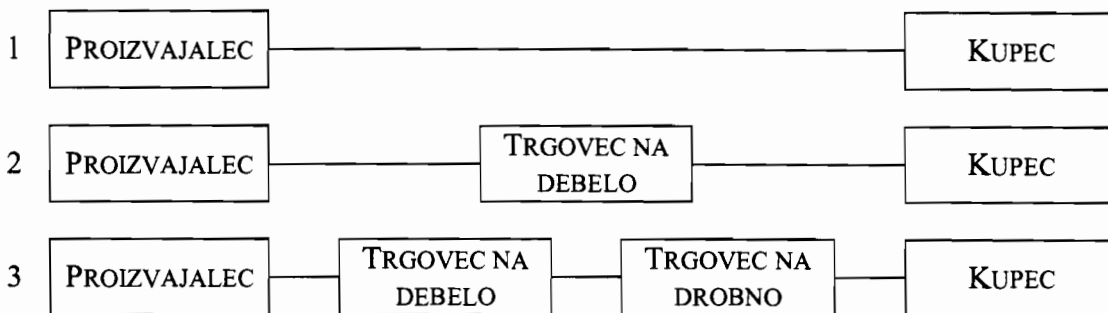 1 PROIZVAJALEC KUPEC
2 PROIZVAJALEC TRGOVEC NA DEBELO KUPEC
3 PROIZVAJALEC TRGOVEC NA DEBELO TRGOVEC NA DROBNO KUPEC